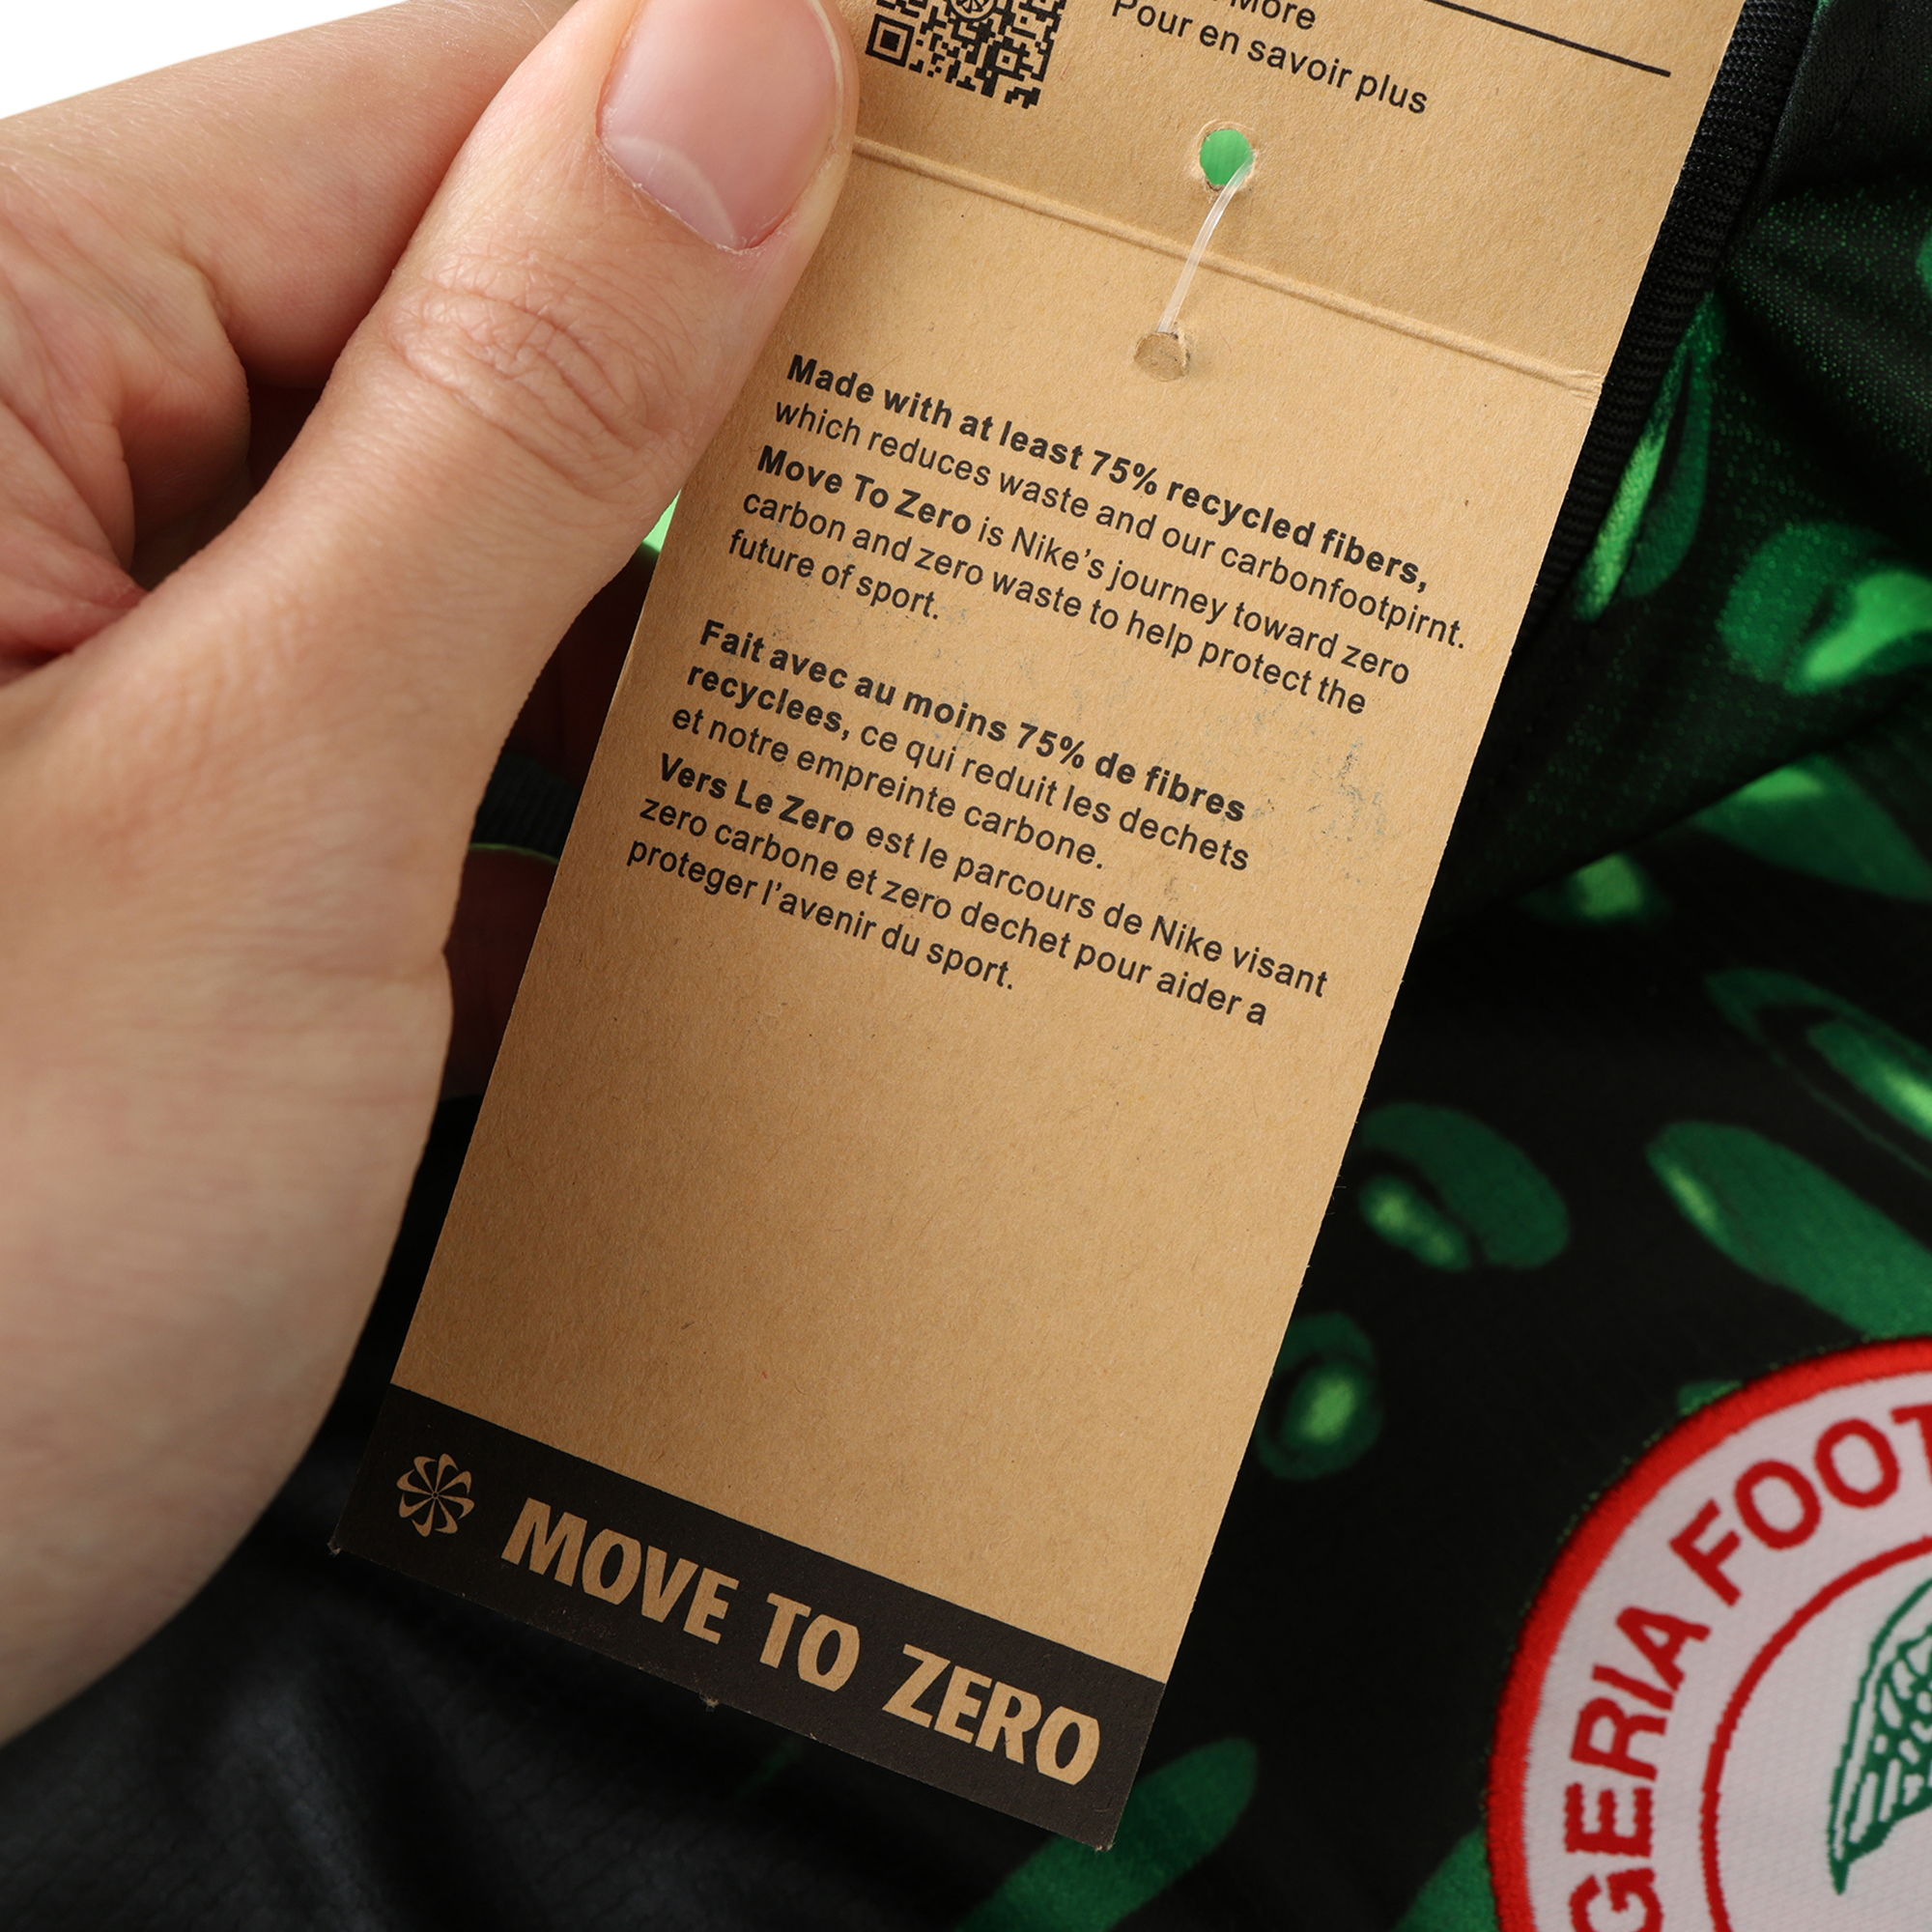 More
Pour en savoir plus
Made with at least 75% recycled fibers,
which reduces waste and our carbonfootpirnt.
Move To Zero is Nike's journey toward zero
carbon and zero waste to help protect the
future of sport.
Fait avec au moins 75% de fibres
recyclees, ce qui reduit les dechets
et notre empreinte carbone.
Vers Le Zero est le parcours de Nike visant
zero carbone et zero dechet pour aider a
proteger l'avenir du sport.
MOVE TO ZERO
GERIA FOOT